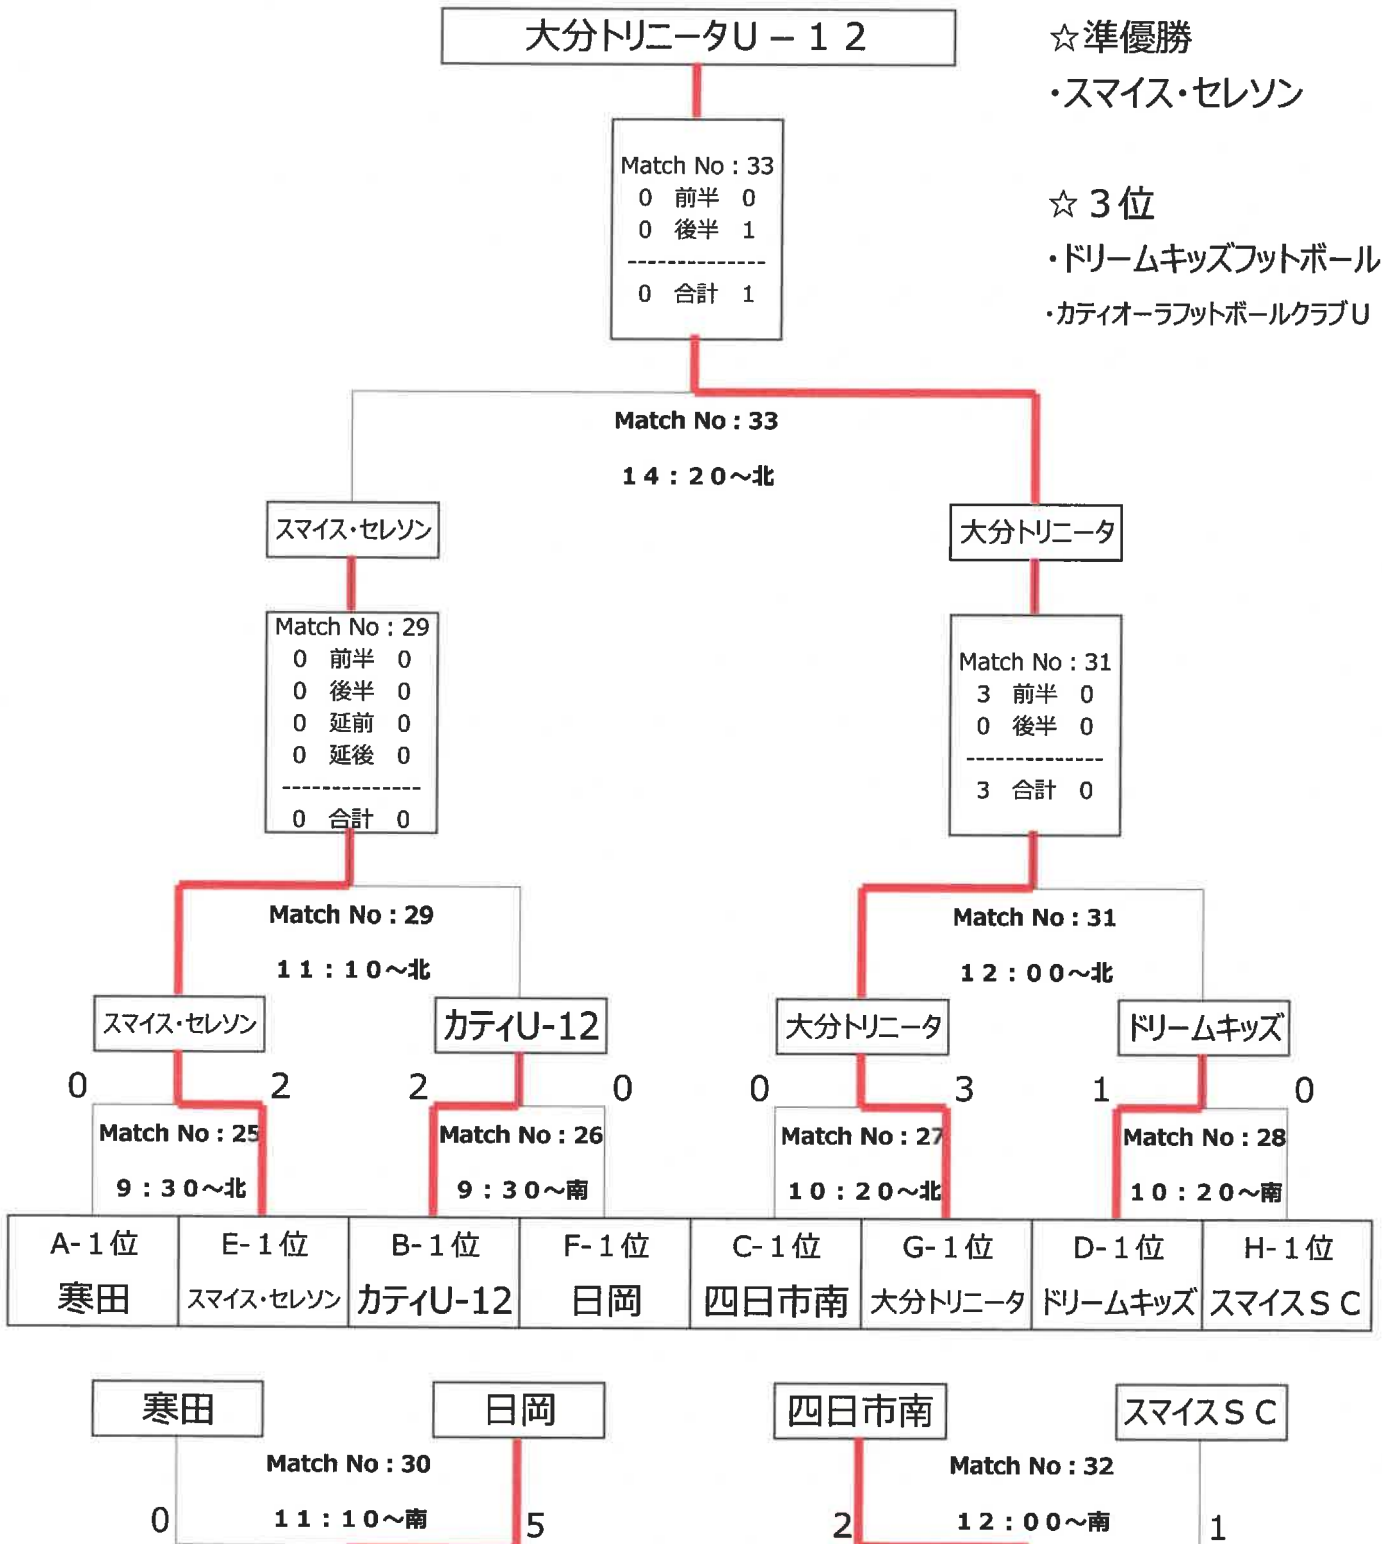 大分トリニータU－１２
☆準優勝
・スマイス・セレソン
☆３位
・ドリームキッズフットボール
・カティオーラフットボールクラブU
Match No : 33
0 前半 0
0 後半 1
--------------
0 合計 1
Match No : 33
１４：２０～北
スマイス・セレソン
大分トリニータ
Match No : 29
0 前半 0
0 後半 0
0 延前 0
0 延後 0
--------------
0 合計 0
Match No : 31
3 前半 0
0 後半 0
--------------
3 合計 0
Match No : 29
１１：１０～北
Match No : 31
１２：００～北
スマイス・セレソン
カティU-12
大分トリニータ
ドリームキッズ
0 2 2 0 0 3 1 0
Match No : 25
９：３０～北
Match No : 26
９：３０～南
Match No : 27
１０：２０～北
Match No : 28
１０：２０～南
A-１位 E-１位 B-１位 F-１位 C-１位 G-１位 D-１位 H-１位
寒田 スマイス・セレソン カティU-12 日岡 四日市南 大分トリニータ ドリームキッズ スマイスＳＣ
寒田
日岡
四日市南
スマイスＳＣ
Match No : 30
0 １１：１０～南 5
Match No : 32
2 １２：００～南 1